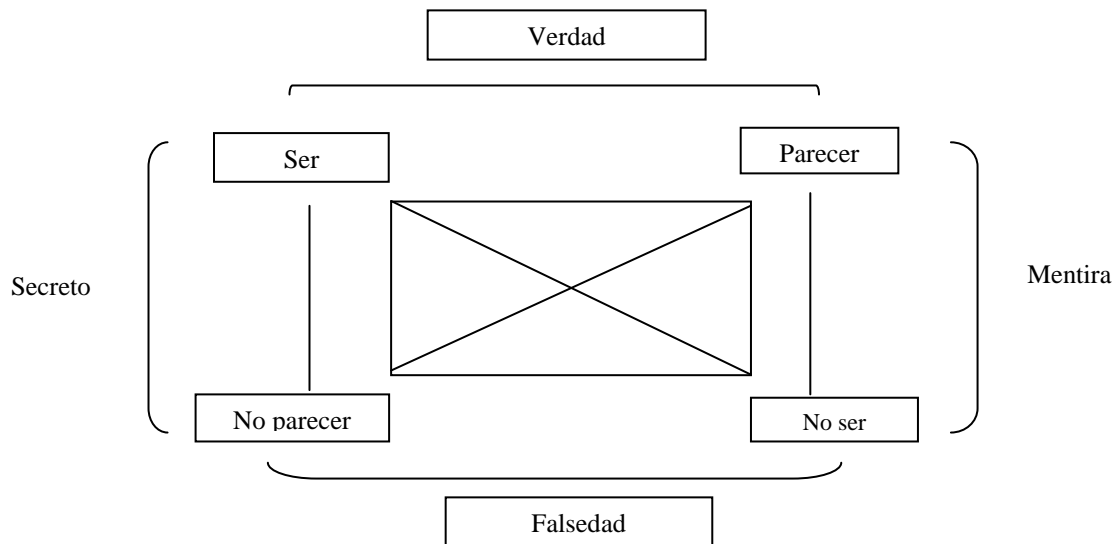 Verdad
Ser
Parecer
Secreto
Mentira
No parecer
No ser
Falsedad